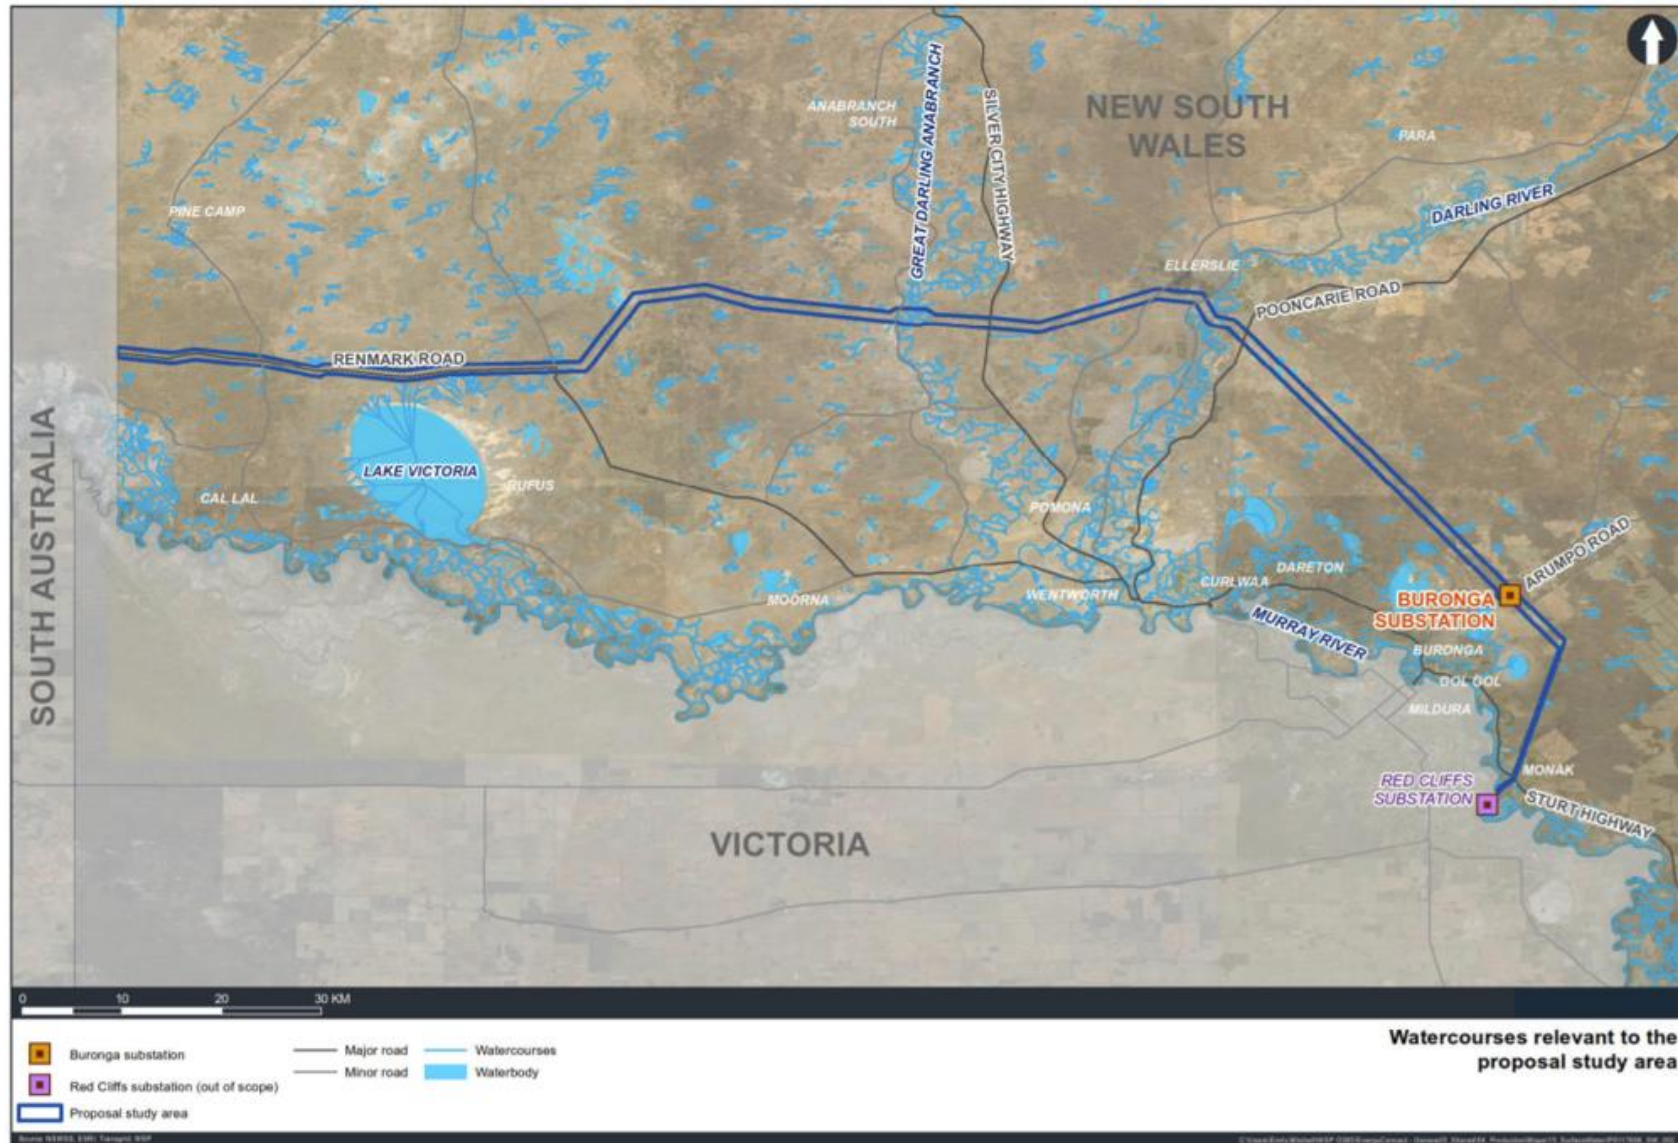 NEW SOUTH
WALES
ANABRANCH
SOUTH
GREAT DARLING ANABRANCH
SILVER CITY HIGHWAY
PARA
PINE CAMP
DARLING RIVER
ELLERSLIE
POONCARIE ROAD
RENMARK ROAD
SOUTH AUSTRALIA
LAKE VICTORIA
RUFUS
CAL LAL
POMONA
ARUMPO ROAD
DARETON
CURLWAA
MOORNA
WENTWORTH
BURONGA
SUBSTATION
MURRAY RIVER
BURONGA
GOL GOL
MILDURA
MONAK
RED CLIFFS
SUBSTATION
STURT HIGHWAY
VICTORIA
0 10 20 30 KM
Buronga substation
Red Cliffs substation (out of scope)
Proposal study area
Major road
Minor road
Watercourses
Waterbody
Watercourses relevant to the
proposal study area